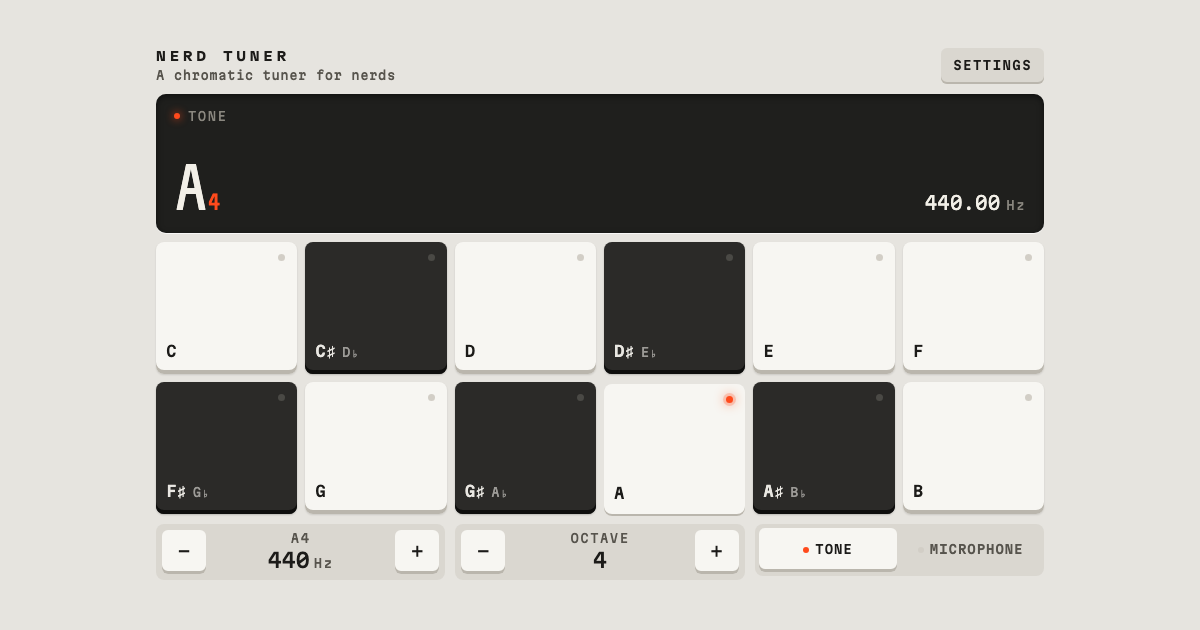 NERD TUNER
A chromatic tuner for nerds
SETTINGS
TONE
A4
440.00 Hz
C
C♯ D♭
D
D♯ E♭
E
F
F♯ G♭
G
G♯ A♭
A
A♯ B♭
B
− A4 440 Hz +
− OCTAVE 4 +
TONE
MICROPHONE